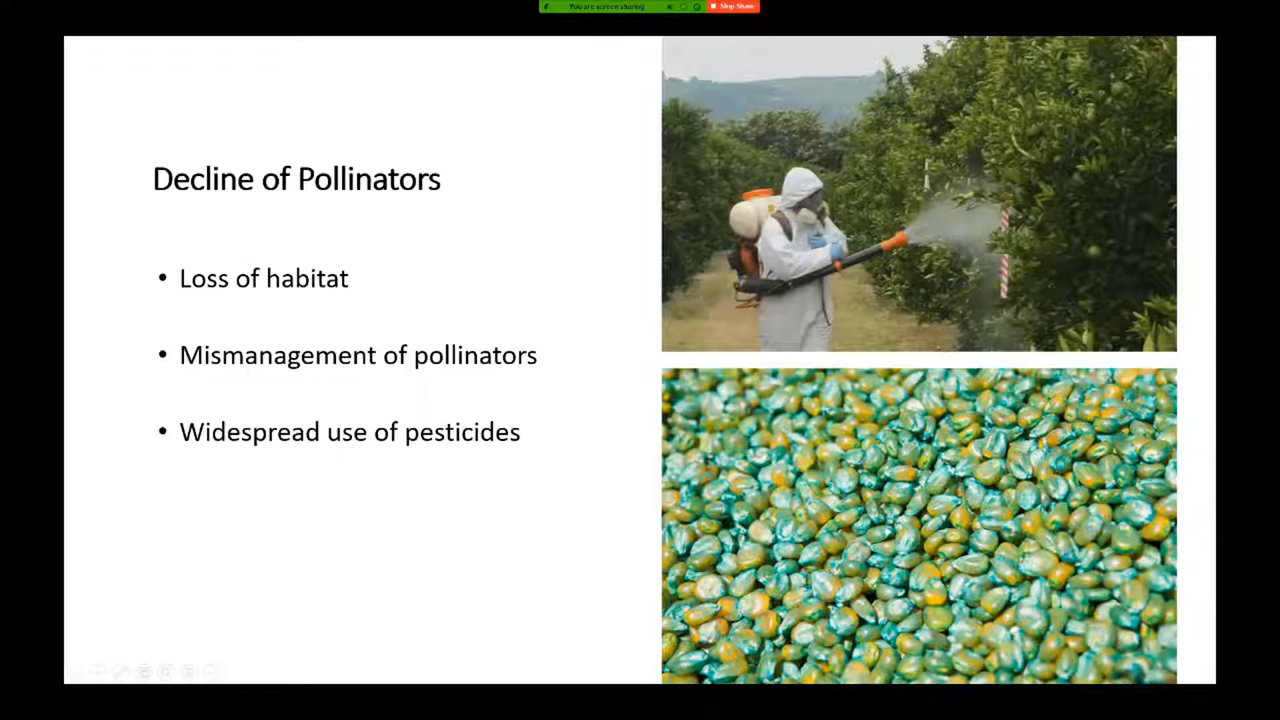 You are screen sharing
Stop Share
Decline of Pollinators
• Loss of habitat
• Mismanagement of pollinators
• Widespread use of pesticides